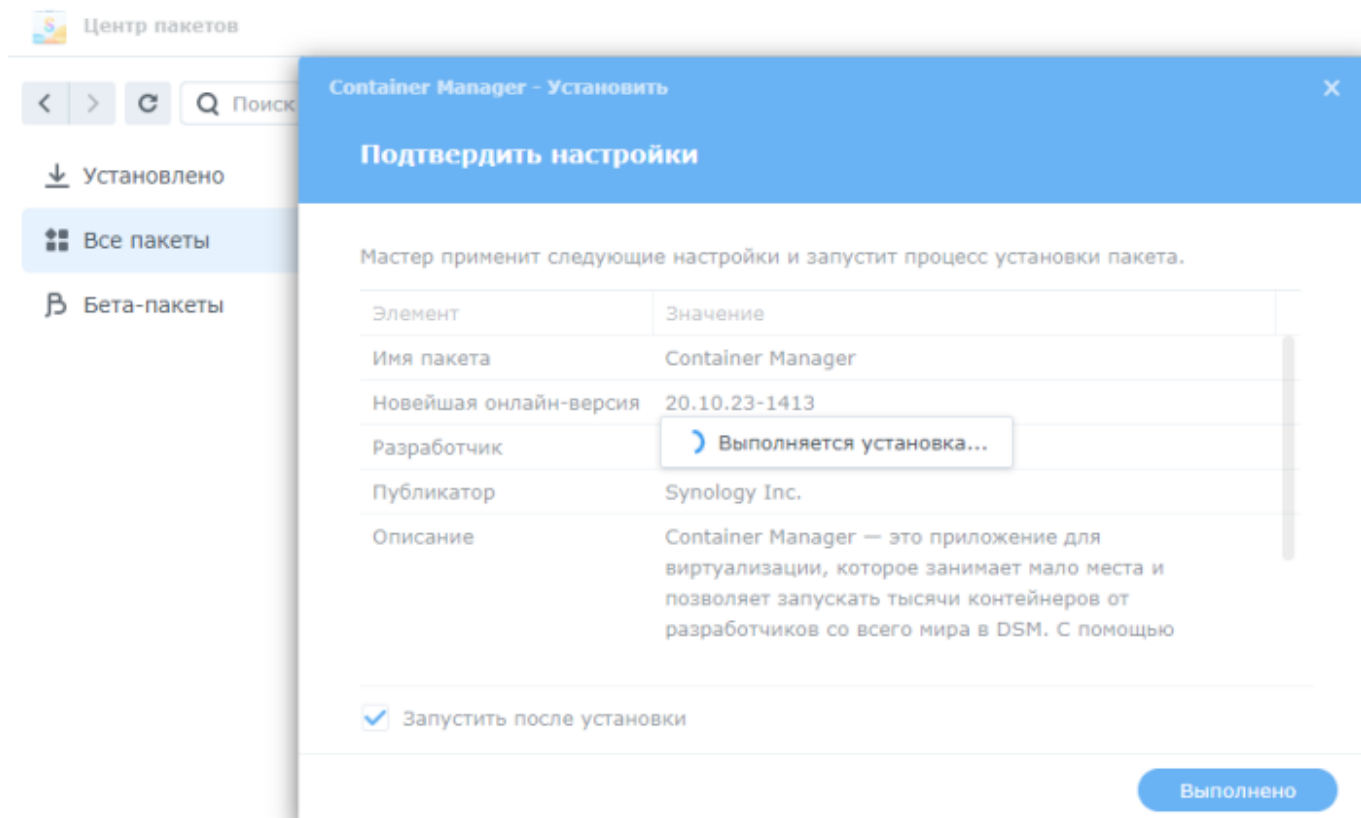 Центр пакетов
Поиск
Установлено
Все пакеты
Бета-пакеты
Container Manager - Установить
Подтвердить настройки
Мастер применит следующие настройки и запустит процесс установки пакета.
Элемент Значение
Имя пакета Container Manager
Новейшая онлайн-версия 20.10.23-1413
Разработчик
Выполняется установка...
Публикатор Synology Inc.
Описание Container Manager — это приложение для
виртуализации, которое занимает мало места и
позволяет запускать тысячи контейнеров от
разработчиков со всего мира в DSM. С помощью
Запустить после установки
Выполнено